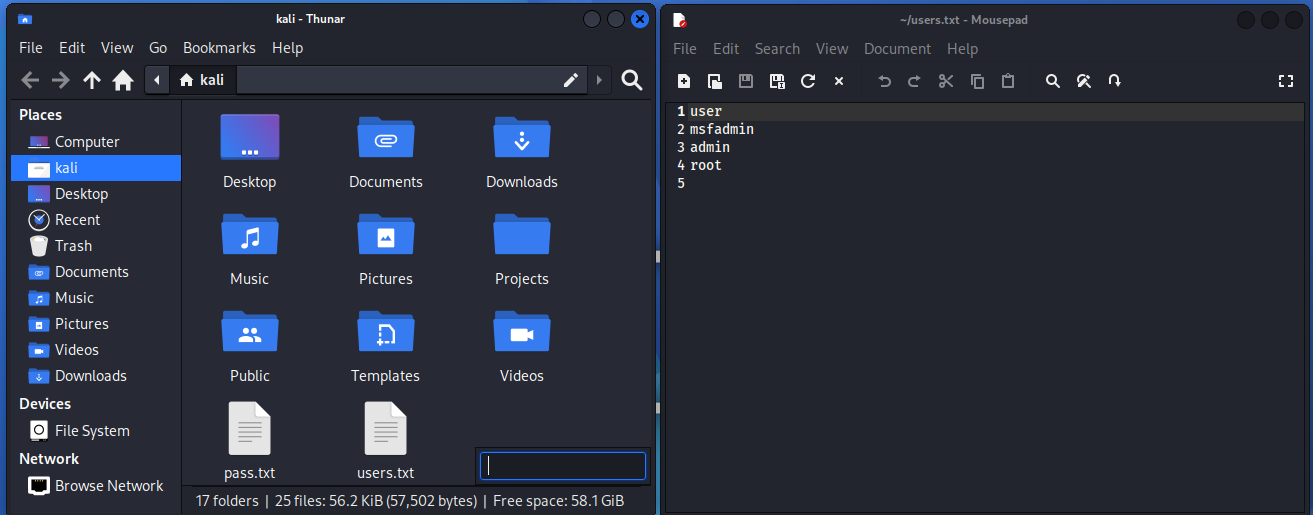 kali - Thunar
File Edit View Go Bookmarks Help
kali
Places
Computer
kali
Desktop
Recent
Trash
Documents
Music
Pictures
Videos
Downloads
Devices
File System
Network
Browse Network
Desktop Documents Downloads
Music Pictures Projects
Public Templates Videos
pass.txt users.txt
17 folders | 25 files: 56.2 KiB (57,502 bytes) | Free space: 58.1 GiB
~/users.txt - Mousepad
File Edit Search View Document Help
1 user
2 msfadmin
3 admin
4 root
5